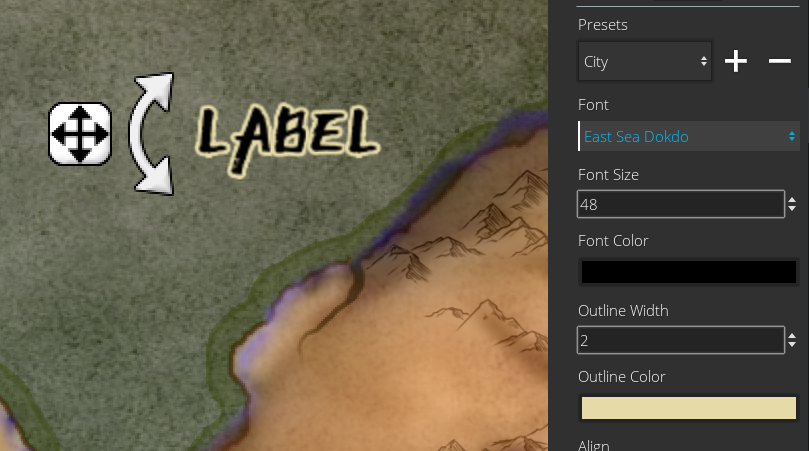 LABEL
Presets
City
Font
East Sea Dokdo
Font Size
48
Font Color
Outline Width
2
Outline Color
Align